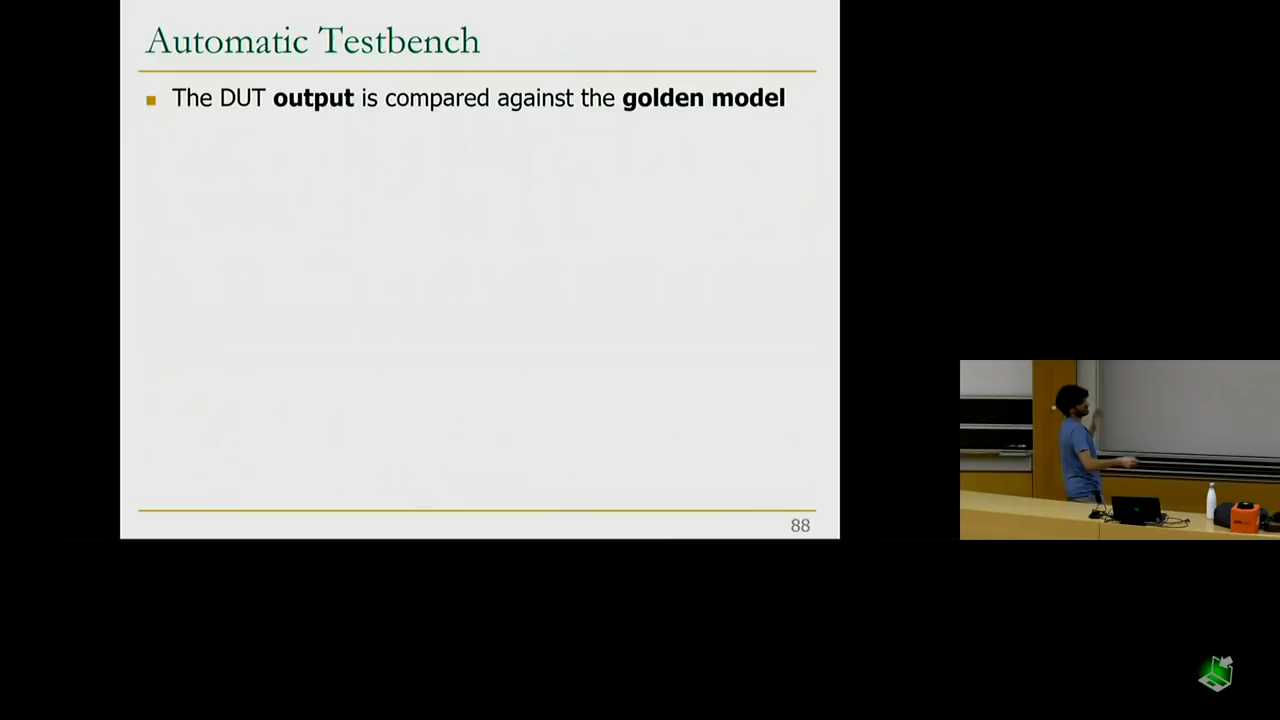 Automatic Testbench
The DUT output is compared against the golden model
88